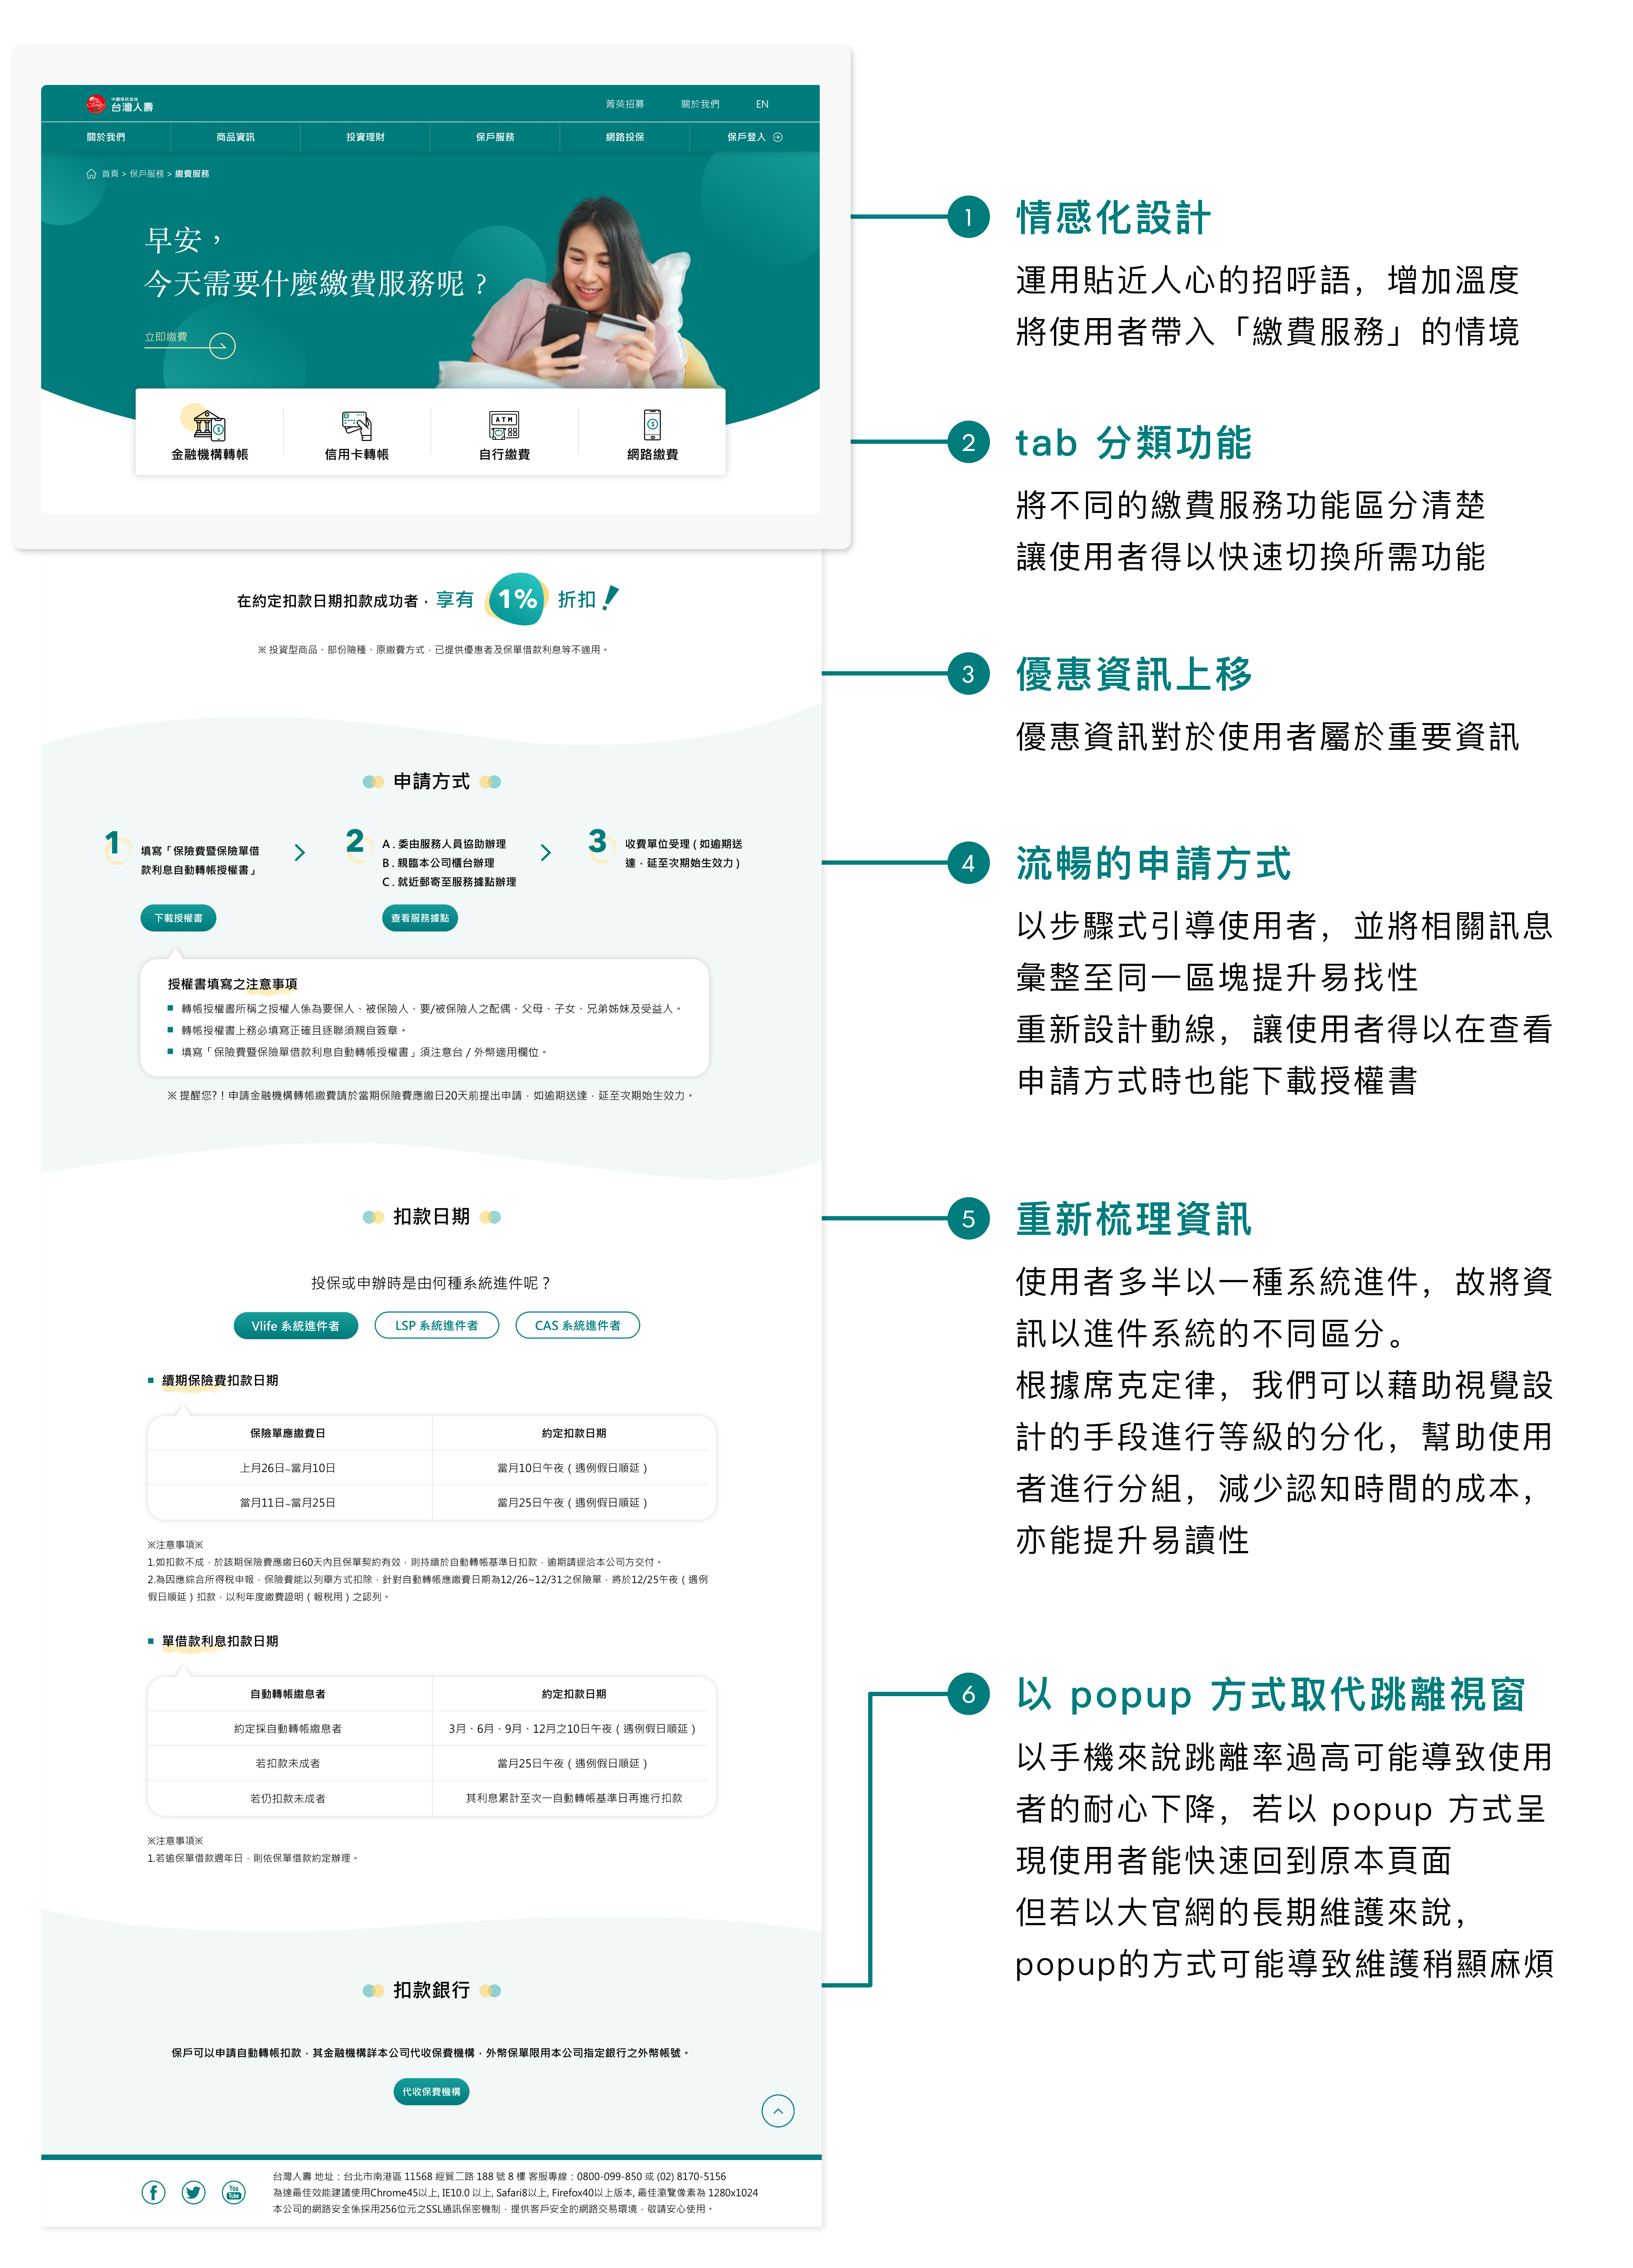 中國信託金控
台灣人壽
菁英招募 關於我們 EN
關於我們 商品資訊 投資理財 保戶服務 網路投保 保戶登入
首頁 > 保戶服務 > 繳費服務
早安，
今天需要什麼繳費服務呢？
立即繳費
金融機構轉帳 信用卡轉帳 自行繳費 網路繳費
ATM
在約定扣款日期扣款成功者，享有 1% 折扣！
※ 投資型商品、部份險種、原繳費方式，已提供優惠者及保單借款利息等不適用。
申請方式
1
填寫「保險費暨保險單借
款利息自動轉帳授權書」
下載授權書
2
A . 委由服務人員協助辦理
B . 親臨本公司櫃台辦理
C . 就近郵寄至服務據點辦理
查看服務據點
3
收費單位受理 ( 如逾期送
達，延至次期始生效力 )
授權書填寫之注意事項
轉帳授權書所稱之授權人係為要保人、被保險人、要/被保險人之配偶、父母、子女、兄弟姊妹及受益人。
轉帳授權書上務必填寫正確且逐聯須親自簽章。
填寫「保險費暨保險單借款利息自動轉帳授權書」須注意台 / 外幣適用欄位。
※ 提醒您?！申請金融機構轉帳繳費請於當期保險費應繳日20天前提出申請，如逾期送達，延至次期始生效力。
扣款日期
投保或申辦時是由何種系統進件呢？
Vlife 系統進件者 LSP 系統進件者 CAS 系統進件者
續期保險費扣款日期
保險單應繳費日 約定扣款日期
上月26日~當月10日 當月10日午夜（遇例假日順延）
當月11日~當月25日 當月25日午夜（遇例假日順延）
※注意事項※
1.如扣款不成，於該期保險費應繳日60天內且保單契約有效，則持續於自動轉帳基準日扣款，逾期請逕洽本公司方交付。
2.為因應綜合所得稅申報，保險費能以列舉方式扣除，針對自動轉帳應繳費日期為12/26~12/31之保險單，將於12/25午夜（遇例
假日順延）扣款，以利年度繳費證明（報稅用）之認列。
單借款利息扣款日期
自動轉帳繳息者 約定扣款日期
約定採自動轉帳繳息者 3月、6月、9月、12月之10日午夜（遇例假日順延）
若扣款未成者 當月25日午夜（遇例假日順延）
若仍扣款未成者 其利息累計至次一自動轉帳基準日再進行扣款
※注意事項※
1.若逾保單借款週年日，則依保單借款約定辦理。
扣款銀行
保戶可以申請自動轉帳扣款，其金融機構詳本公司代收保費機構，外幣保單限用本公司指定銀行之外幣帳號。
代收保費機構
You
Tube
台灣人壽 地址：台北市南港區 11568 經貿二路 188 號 8 樓 客服專線：0800-099-850 或 (02) 8170-5156
為達最佳效能建議使用Chrome45以上, IE10.0 以上, Safari8以上, Firefox40以上版本, 最佳瀏覽像素為 1280x1024
本公司的網路安全係採用256位元之SSL通訊保密機制，提供客戶安全的網路交易環境，敬請安心使用。
1 情感化設計
運用貼近人心的招呼語，增加溫度
將使用者帶入「繳費服務」的情境
2 tab 分類功能
將不同的繳費服務功能區分清楚
讓使用者得以快速切換所需功能
3 優惠資訊上移
優惠資訊對於使用者屬於重要資訊
4 流暢的申請方式
以步驟式引導使用者，並將相關訊息
彙整至同一區塊提升易找性
重新設計動線，讓使用者得以在查看
申請方式時也能下載授權書
5 重新梳理資訊
使用者多半以一種系統進件，故將資
訊以進件系統的不同區分。
根據席克定律，我們可以藉助視覺設
計的手段進行等級的分化，幫助使用
者進行分組，減少認知時間的成本，
亦能提升易讀性
6 以 popup 方式取代跳離視窗
以手機來說跳離率過高可能導致使用
者的耐心下降，若以 popup 方式呈
現使用者能快速回到原本頁面
但若以大官網的長期維護來說，
popup的方式可能導致維護稍顯麻煩